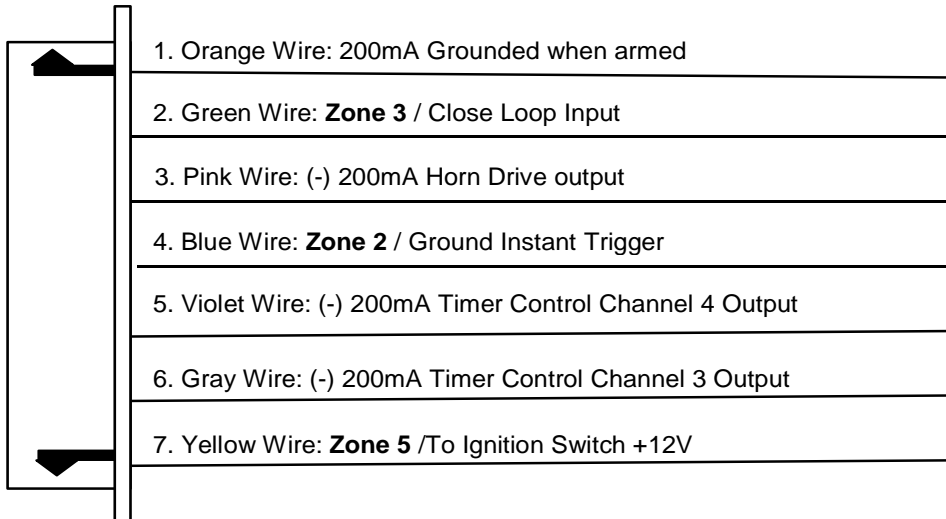 1. Orange Wire: 200mA Grounded when armed
2. Green Wire: Zone 3 / Close Loop Input
3. Pink Wire: (-) 200mA Horn Drive output
4. Blue Wire: Zone 2 / Ground Instant Trigger
5. Violet Wire: (-) 200mA Timer Control Channel 4 Output
6. Gray Wire: (-) 200mA Timer Control Channel 3 Output
7. Yellow Wire: Zone 5 /To Ignition Switch +12V